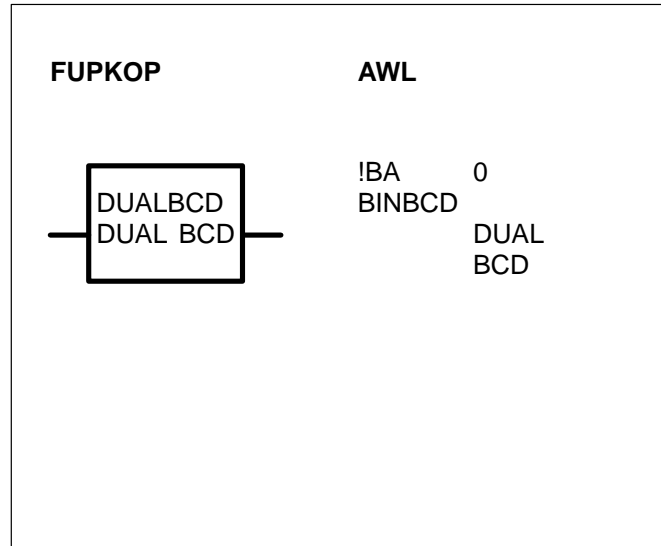 FUPKOP AWL
!BA 0
DUALBCD BINBCD
DUAL BCD DUAL
BCD